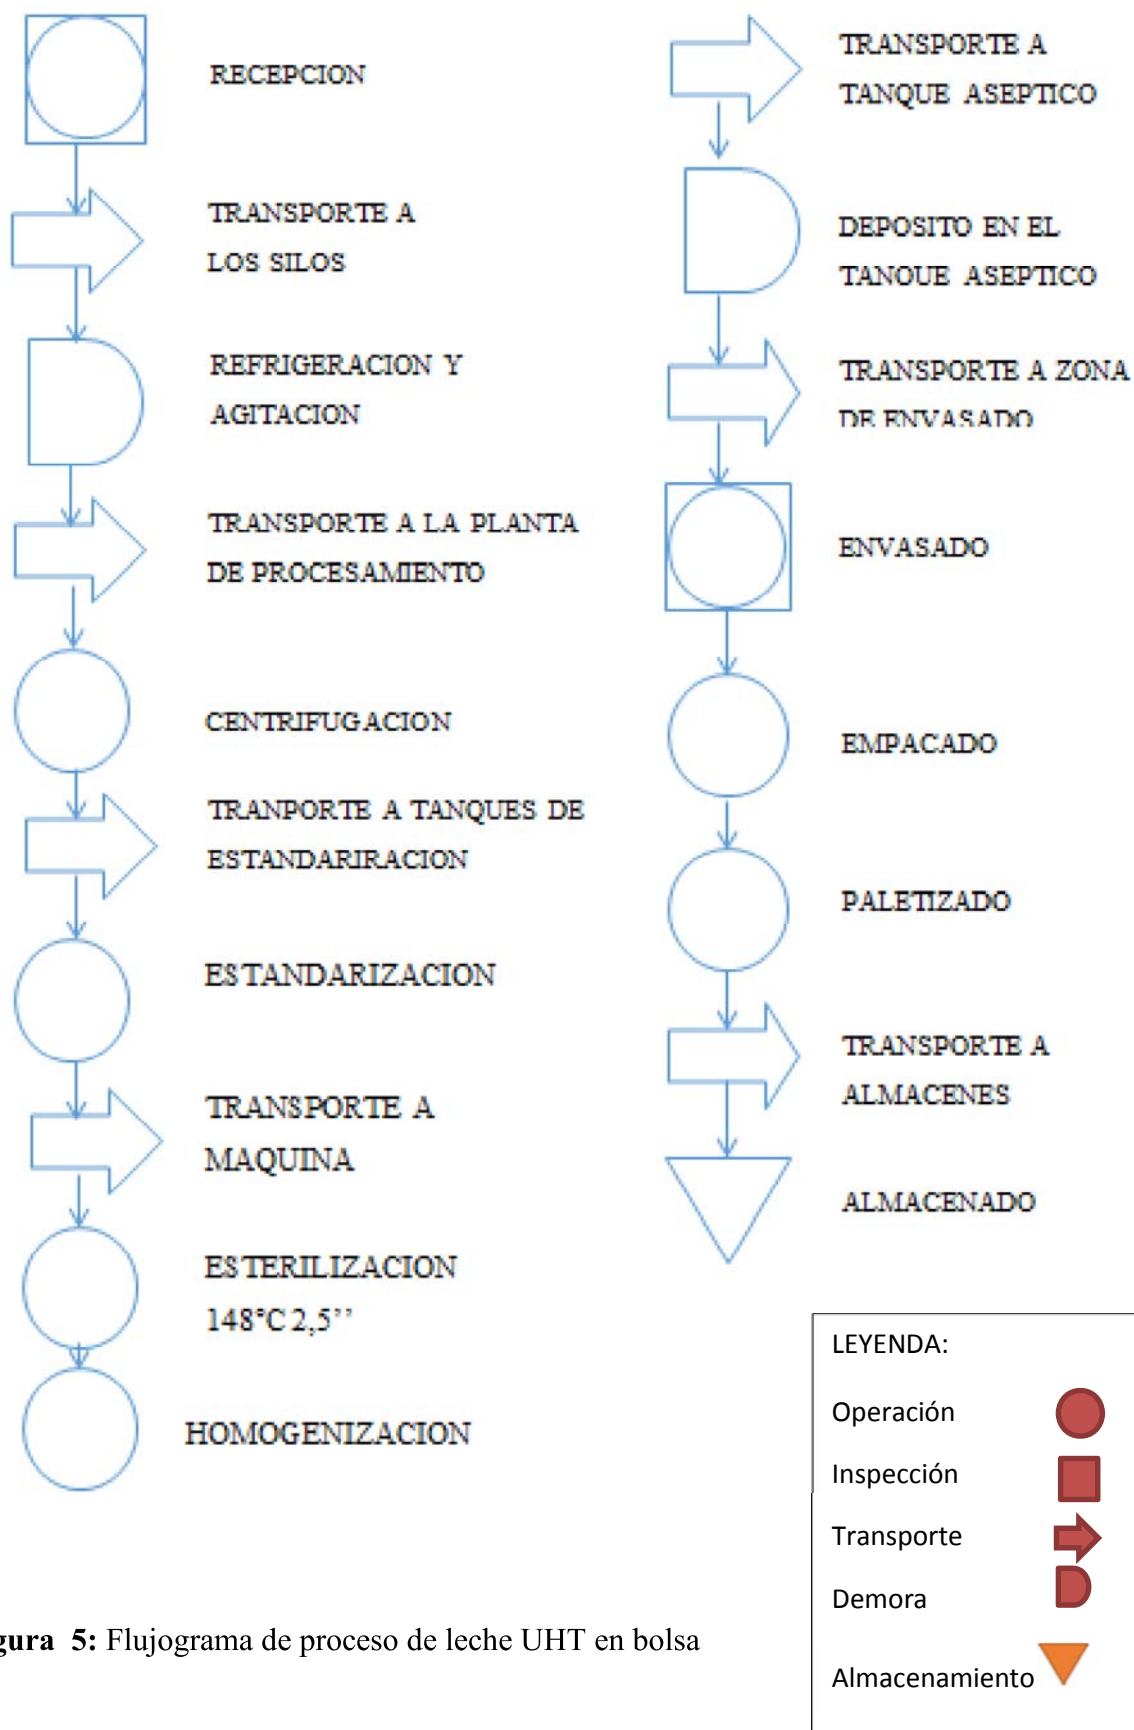 RECEPCION
TRANSPORTE A
LOS SILOS
REFRIGERACION Y
AGITACION
TRANSPORTE A LA PLANTA
DE PROCESAMIENTO
CENTRIFUGACION
TRANPORTE A TANQUES DE
ESTANDARIRACION
ESTANDARIZACION
TRANSPORTE A
MAQUINA
ESTERILIZACION
148°C 2,5’’
HOMOGENIZACION
TRANSPORTE A
TANQUE ASEPTICO
DEPOSITO EN EL
TANQUE ASEPTICO
TRANSPORTE A ZONA
DE ENVASADO
ENVASADO
EMPACADO
PALETIZADO
TRANSPORTE A
ALMACENES
ALMACENADO
LEYENDA:
Operación
Inspección
Transporte
Demora
Almacenamiento
gura 5: Flujograma de proceso de leche UHT en bolsa